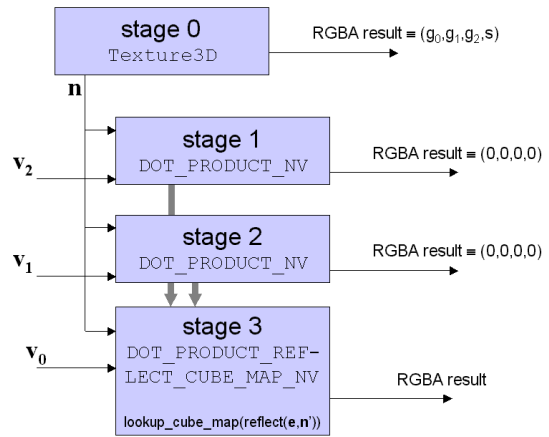 stage 0
Texture3D
RGBA result ≡ (g0,g1,g2,s)
n
stage 1
DOT_PRODUCT_NV
RGBA result ≡ (0,0,0,0)
v2
stage 2
DOT_PRODUCT_NV
RGBA result ≡ (0,0,0,0)
v1
stage 3
DOT_PRODUCT_REF-
LECT_CUBE_MAP_NV
v0
RGBA result
lookup_cube_map(reflect(e,n'))